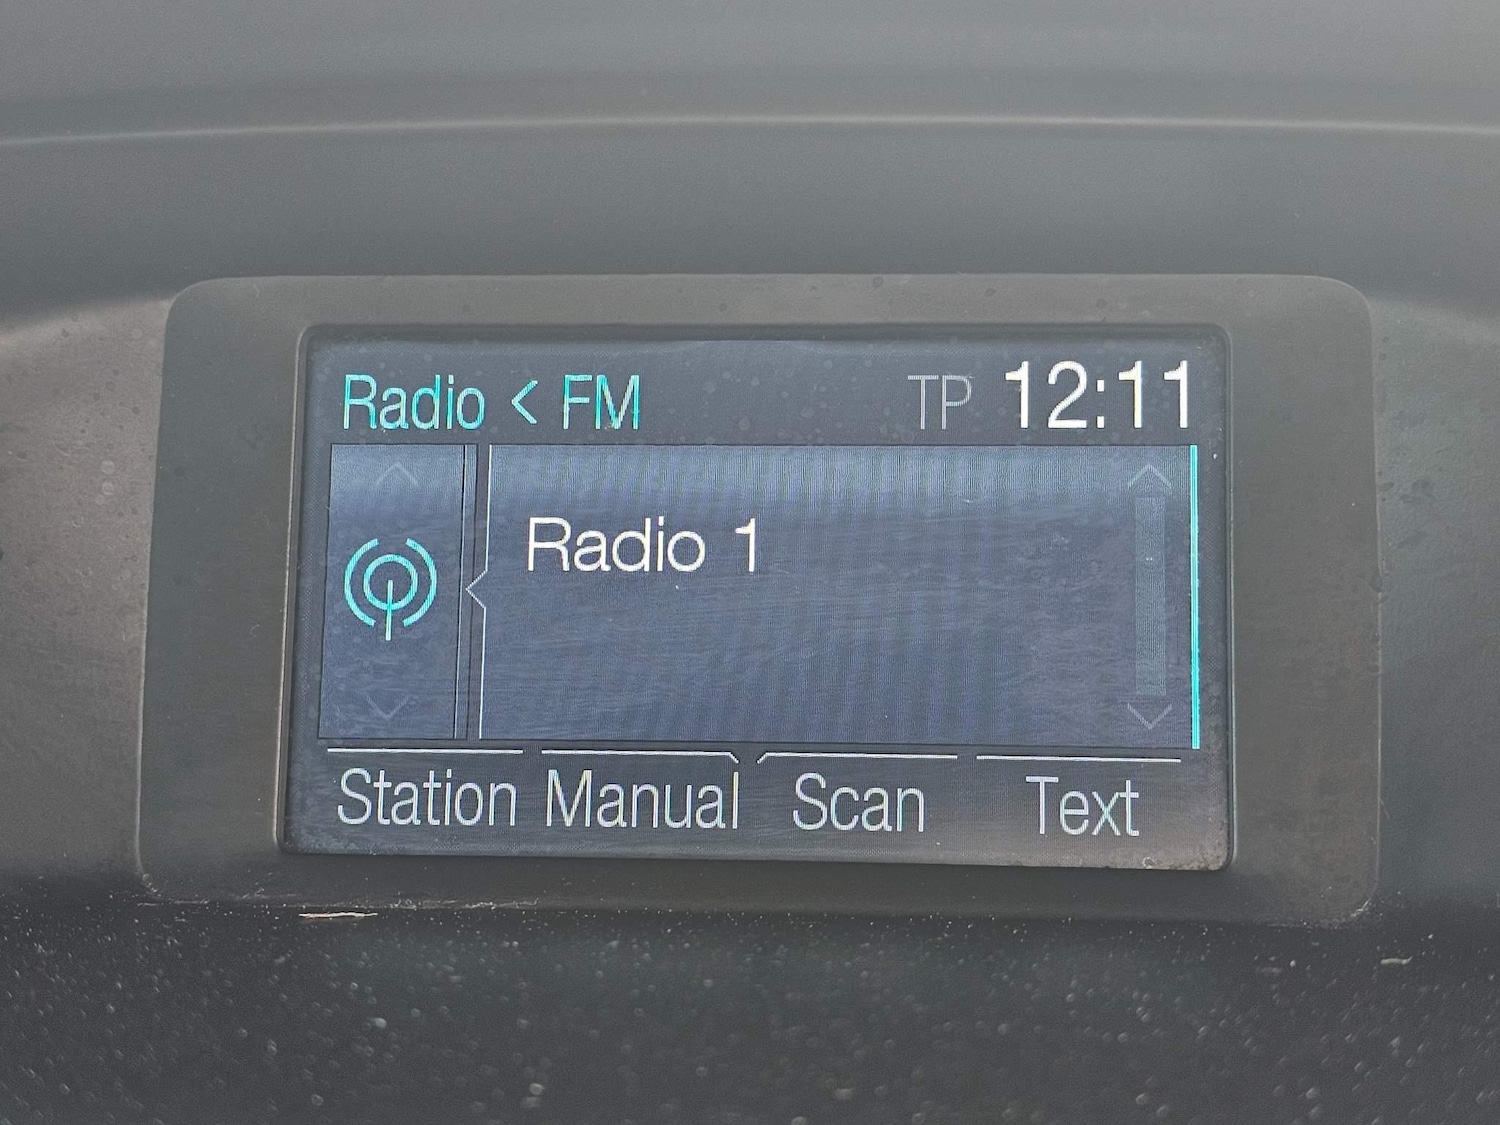 Radio < FM TP 12:11
Radio 1
Station Manual Scan Text